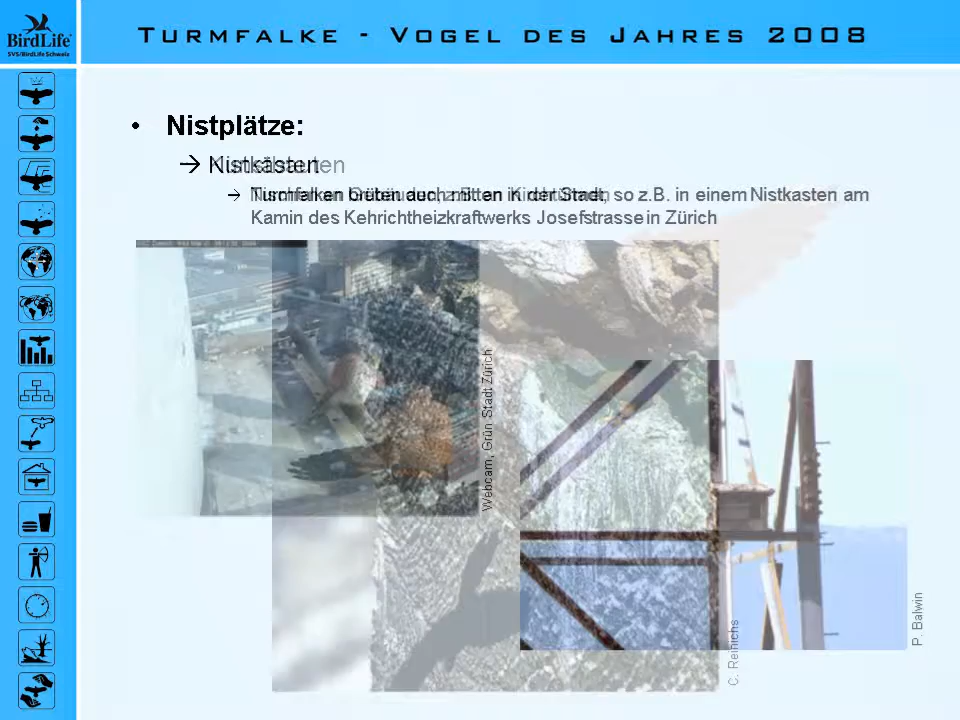 BirdLife
SVS/BirdLife Schweiz
TURMFALKE - VOGEL DES JAHRES 2008
• Nistplätze:
→ Nistkästen
→ Turmfalken brüten auch mitten in der Stadt, so z.B. in einem Nistkasten am
Kamin des Kehrichtheizkraftwerks Josefstrasse in Zürich
Webcam, Grün Stadt Zürich
P. Balwin
C. Reinichs